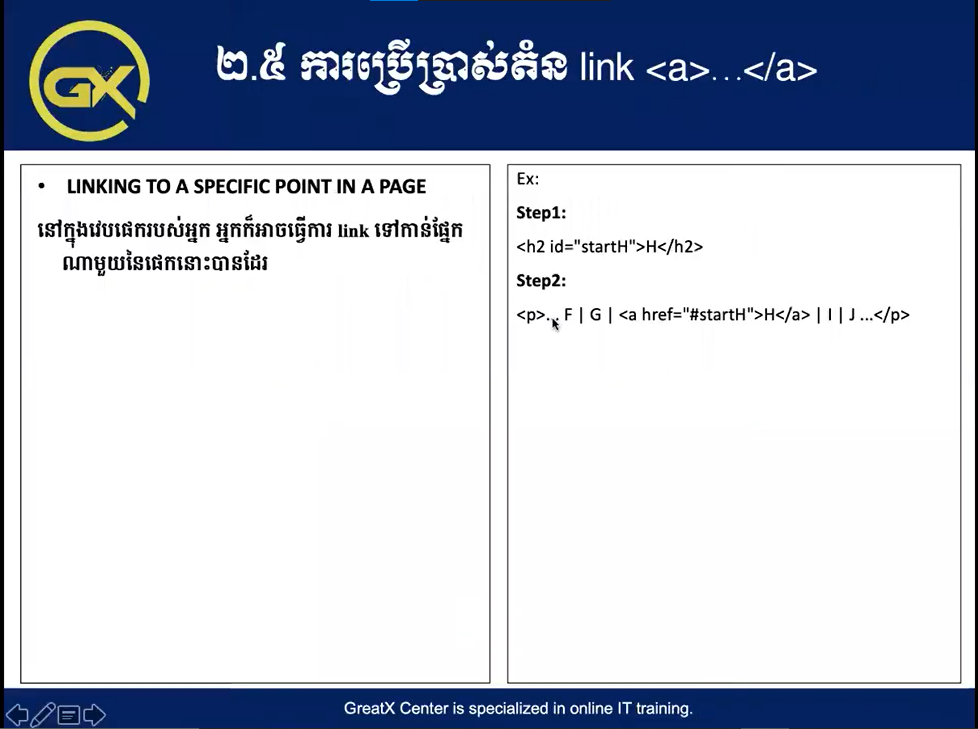 GX
២.៥ ការប្រើប្រាស់តំន link <a>…</a>
• LINKING TO A SPECIFIC POINT IN A PAGE
នៅក្នុងវេបផេករបស់អ្នក អ្នកក៏អាចធ្វើការ link ទៅកាន់ផ្នែក
ណាមួយនៃផេកនោះបានដែរ
Ex:
Step1:
<h2 id="startH">H</h2>
Step2:
<p>… F | G | <a href="#startH">H</a> | I | J …</p>
GreatX Center is specialized in online IT training.